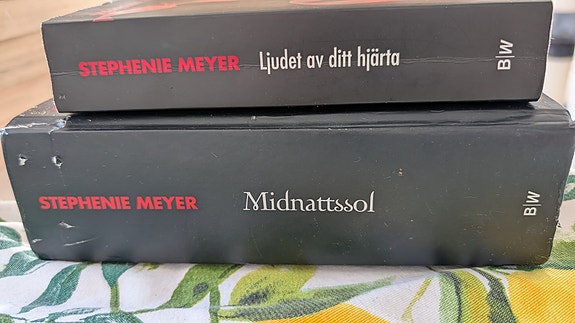 STEPHENIE MEYER Ljudet av ditt hjärta B|W
STEPHENIE MEYER Midnattssol B|W